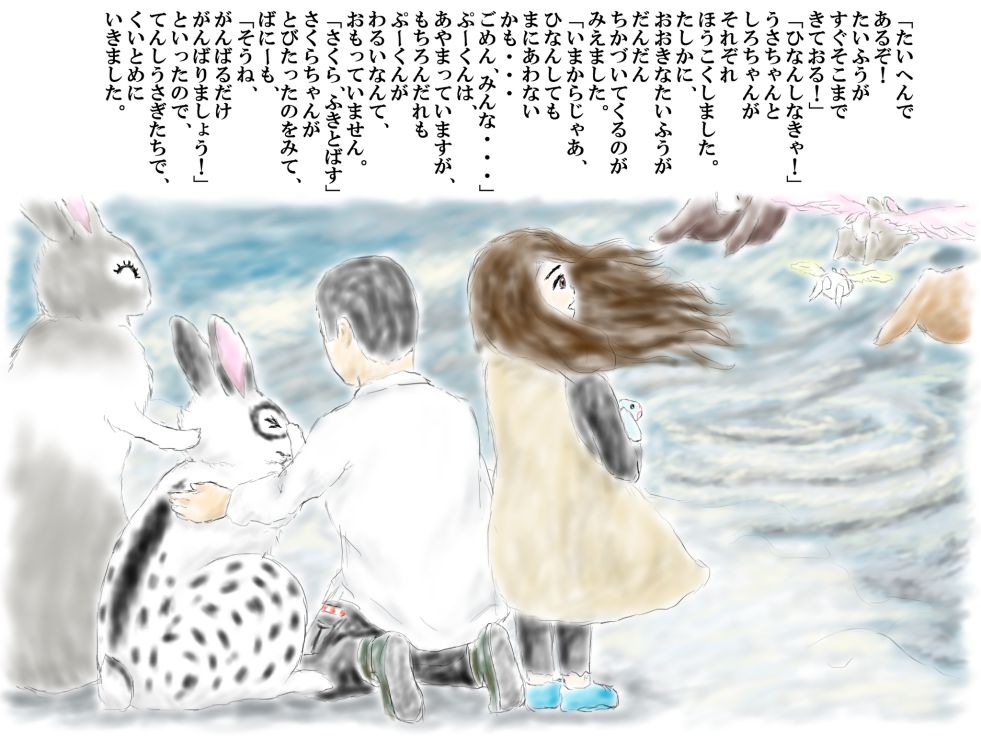 「たいへんで
あるぞ！
たいふうが
すぐそこまで
きておる！」
「ひなんしなきゃ！」
うさちゃんと
しろちゃんが
それぞれ
ほうこくしました。
たしかに、
おおきなたいふうが
だんだん
ちかづいてくるのが
みえました。
「いまからじゃあ、
ひなんしても
まにあわない
かも・・・
ごめん、みんな・・・」
ぷーくんは、
あやまっていますが、
もちろんだれも
ぷーくんが
わるいなんて、
おもっていません。
「さくら、ふきとばす」
さくらちゃんが
とびたったのをみて、
ばにーも、
「そうね、
がんばるだけ
がんばりましょう！」
といったので、
てんしうさぎたちで、
くいとめに
いきました。